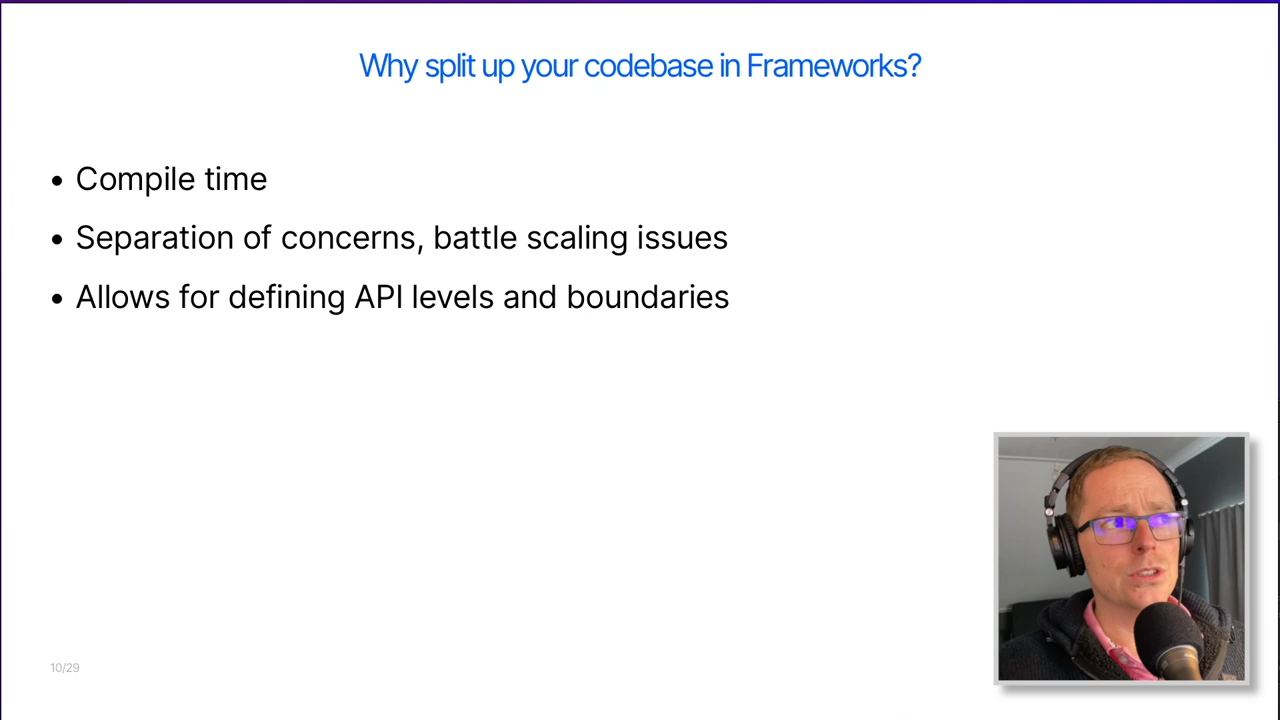 Why split up your codebase in Frameworks?
• Compile time
• Separation of concerns, battle scaling issues
• Allows for defining API levels and boundaries
10/29